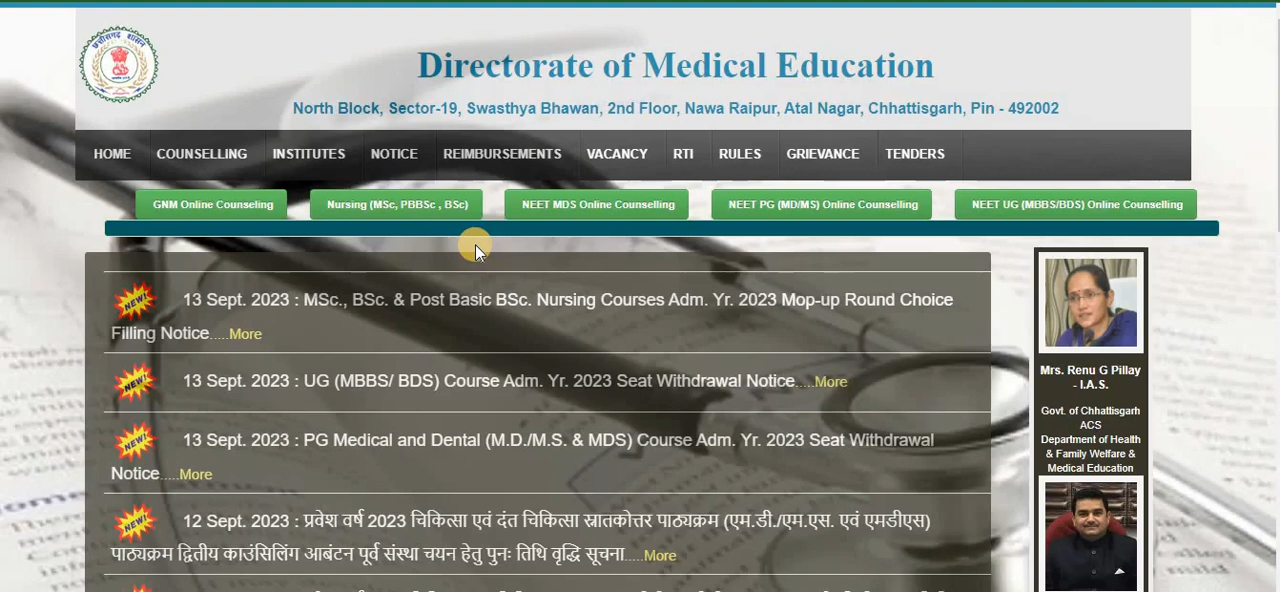 छत्तीसगढ़ शासन
Directorate of Medical Education
North Block, Sector-19, Swasthya Bhawan, 2nd Floor, Nawa Raipur, Atal Nagar, Chhattisgarh, Pin - 492002
HOME COUNSELLING INSTITUTES NOTICE REIMBURSEMENTS VACANCY RTI RULES GRIEVANCE TENDERS
GNM Online Counseling Nursing (MSc, PBBSc , BSc) NEET MDS Online Counselling NEET PG (MD/MS) Online Counselling NEET UG (MBBS/BDS) Online Counselling
NEW! 13 Sept. 2023 : MSc., BSc. & Post Basic BSc. Nursing Courses Adm. Yr. 2023 Mop-up Round Choice
Filling Notice.....More
NEW! 13 Sept. 2023 : UG (MBBS/ BDS) Course Adm. Yr. 2023 Seat Withdrawal Notice.....More
NEW! 13 Sept. 2023 : PG Medical and Dental (M.D./M.S. & MDS) Course Adm. Yr. 2023 Seat Withdrawal
Notice.....More
NEW! 12 Sept. 2023 : प्रवेश वर्ष 2023 चिकित्सा एवं दंत चिकित्सा स्नातकोत्तर पाठ्यक्रम (एम.डी./एम.एस. एवं एमडीएस)
पाठ्यक्रम द्वितीय काउंसिलिंग आबंटन पूर्व संस्था चयन हेतु पुनः तिथि वृद्धि सूचना.....More
Mrs. Renu G Pillay
- I.A.S.
Govt. of Chhattisgarh
ACS
Department of Health
& Family Welfare &
Medical Education